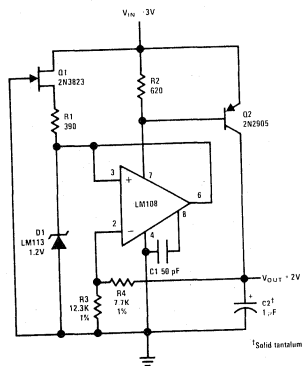 VIN ·3V
Q1
2N3823
R2
620
Q2
2N2905
R1
390
3
+
7
LM108
6
8
D1
LM113
1.2V
2
−
4
C1 50 pF
VOUT · 2V
R3
12.3K
1%
R4
7.7K
1%
+
C2†
1 µF
†Solid tantalum